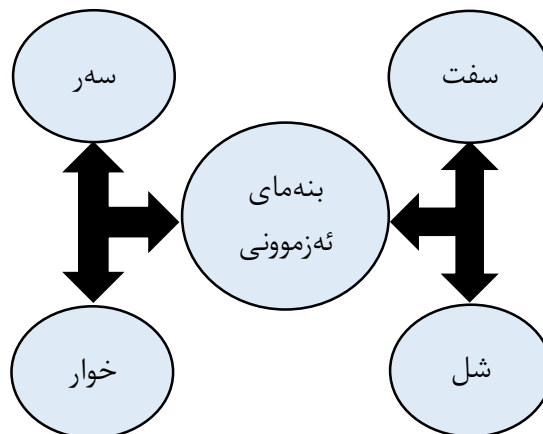 سفت
سەر
بنەمای
ئەزموونی
شل
خوار